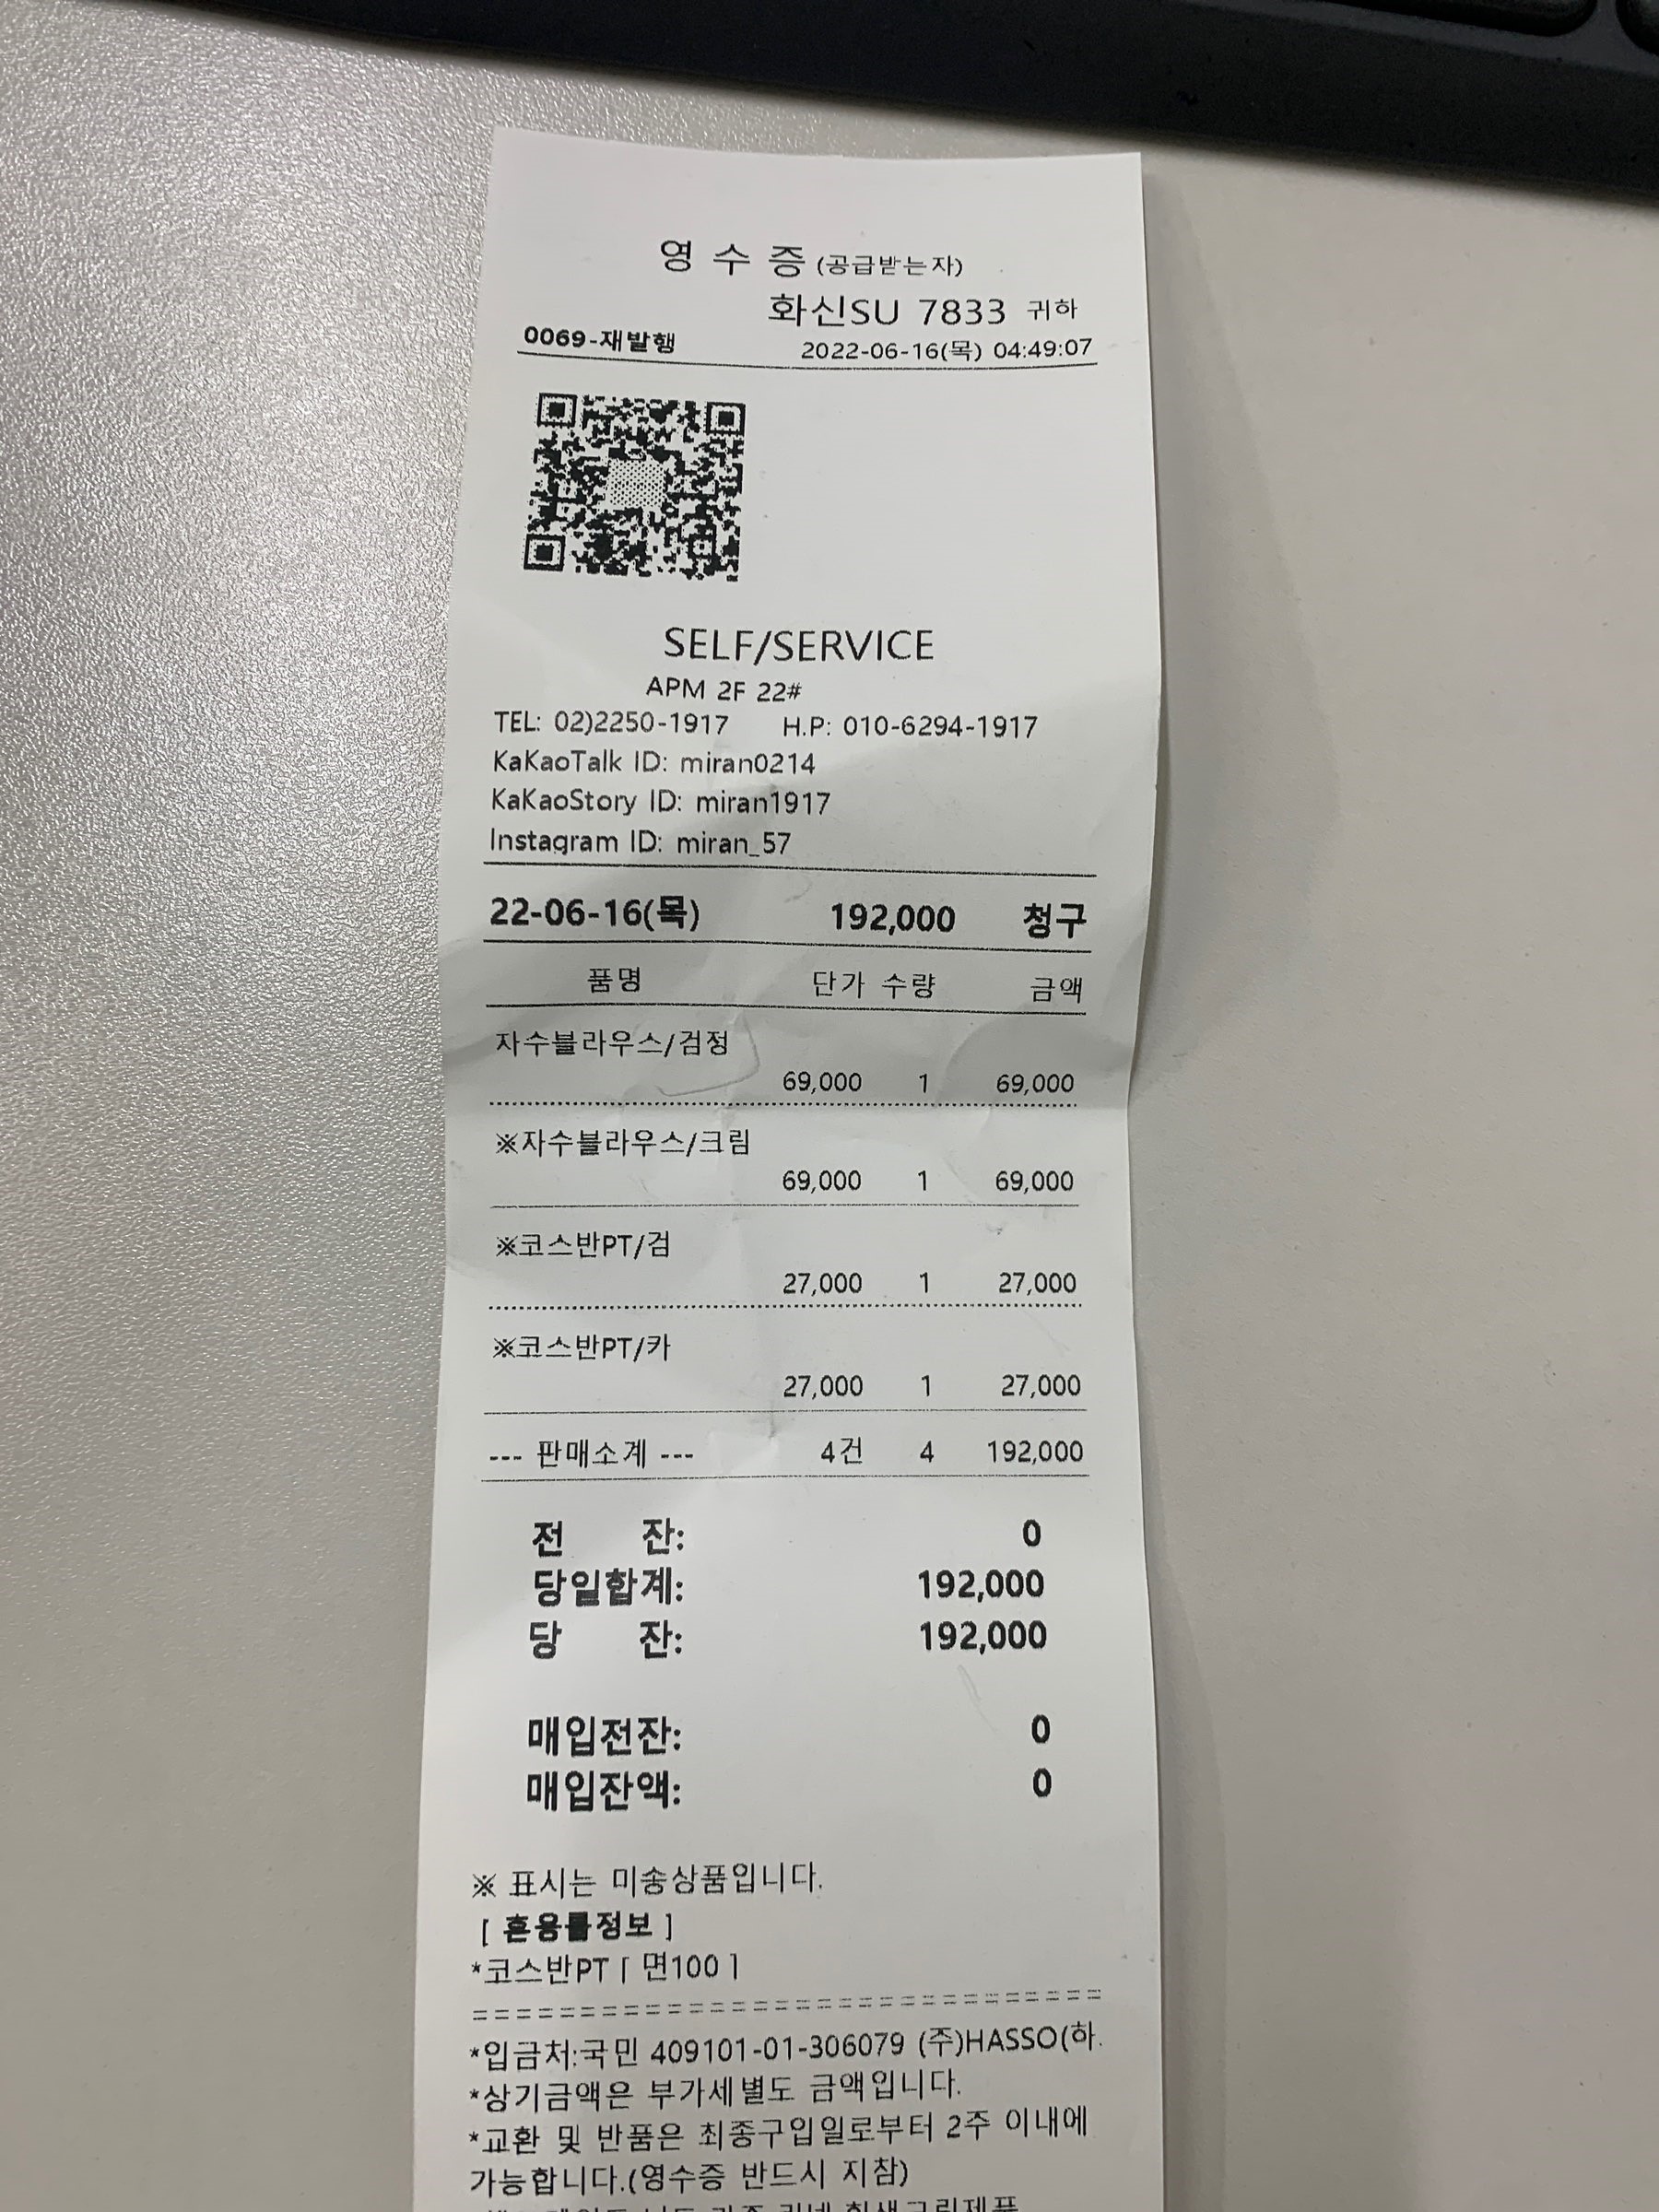 영 수 증 (공급받는자)
화신SU 7833 귀하
0069-재발행 2022-06-16(목) 04:49:07
SELF/SERVICE
APM 2F 22#
TEL: 02)2250-1917 H.P: 010-6294-1917
KaKaoTalk ID: miran0214
KaKaoStory ID: miran1917
Instagram ID: miran_57
22-06-16(목) 192,000 청구
품명 단가 수량 금액
자수블라우스/검정
69,000 1 69,000
※자수블라우스/크림
69,000 1 69,000
※코스반PT/검
27,000 1 27,000
※코스반PT/카
27,000 1 27,000
--- 판매소계 --- 4건 4 192,000
전 잔: 0
당일합계: 192,000
당 잔: 192,000
매입전잔: 0
매입잔액: 0
※ 표시는 미송상품입니다.
[ 혼용률정보 ]
*코스반PT [ 면100 ]
=============================
*입금처:국민 409101-01-306079 (주)HASSO(하.
*상기금액은 부가세별도 금액입니다.
*교환 및 반품은 최종구입일로부터 2주 이내에
가능합니다.(영수증 반드시 지참)